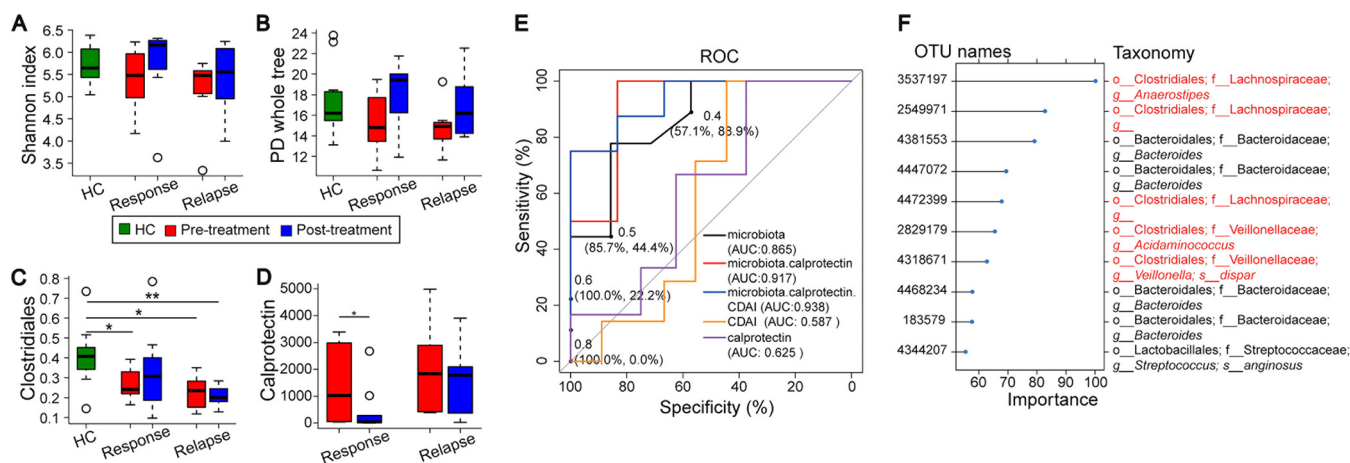 A
Shannon index
6.5
6.0
5.5
5.0
4.5
4.0
3.5
HC
Response
Relapse
B
PD whole tree
24
22
20
18
16
14
12
HC
Response
Relapse
HC
Pre-treatment
Post-treatment
C
Clostridiales
0.8
0.7
0.6
0.5
0.4
0.3
0.2
0.1
**
*
*
HC
Response
Relapse
D
Calprotectin
5000
4000
3000
2000
1000
0
*
Response
Relapse
E
ROC
Sensitivity (%)
100
80
60
40
20
0
0.4
(57.1%, 88.9%)
0.5
(85.7%, 44.4%)
0.6
(100.0%, 22.2%)
0.8
(100.0%, 0.0%)
microbiota
(AUC:0.865)
microbiota.calprotectin
(AUC:0.917)
microbiota.calprotectin.
CDAI (AUC:0.938)
CDAI (AUC: 0.587 )
calprotectin
(AUC: 0.625 )
100
80
60
40
20
0
Specificity (%)
F
OTU names
Taxonomy
3537197
o__Clostridiales; f__Lachnospiraceae;
g__Anaerostipes
2549971
o__Clostridiales; f__Lachnospiraceae;
g__
4381553
o__Bacteroidales; f__Bacteroidaceae;
g__Bacteroides
4447072
o__Bacteroidales; f__Bacteroidaceae;
g__Bacteroides
4472399
o__Clostridiales; f__Lachnospiraceae;
g__
2829179
o__Clostridiales; f__Veillonellaceae;
g__Acidaminococcus
4318671
o__Clostridiales; f__Veillonellaceae;
g__Veillonella; s__dispar
4468234
o__Bacteroidales; f__Bacteroidaceae;
g__Bacteroides
183579
o__Bacteroidales; f__Bacteroidaceae;
g__Bacteroides
4344207
o__Lactobacillales; f__Streptococcaceae;
g__Streptococcus; s__anginosus
60
70
80
90
100
Importance